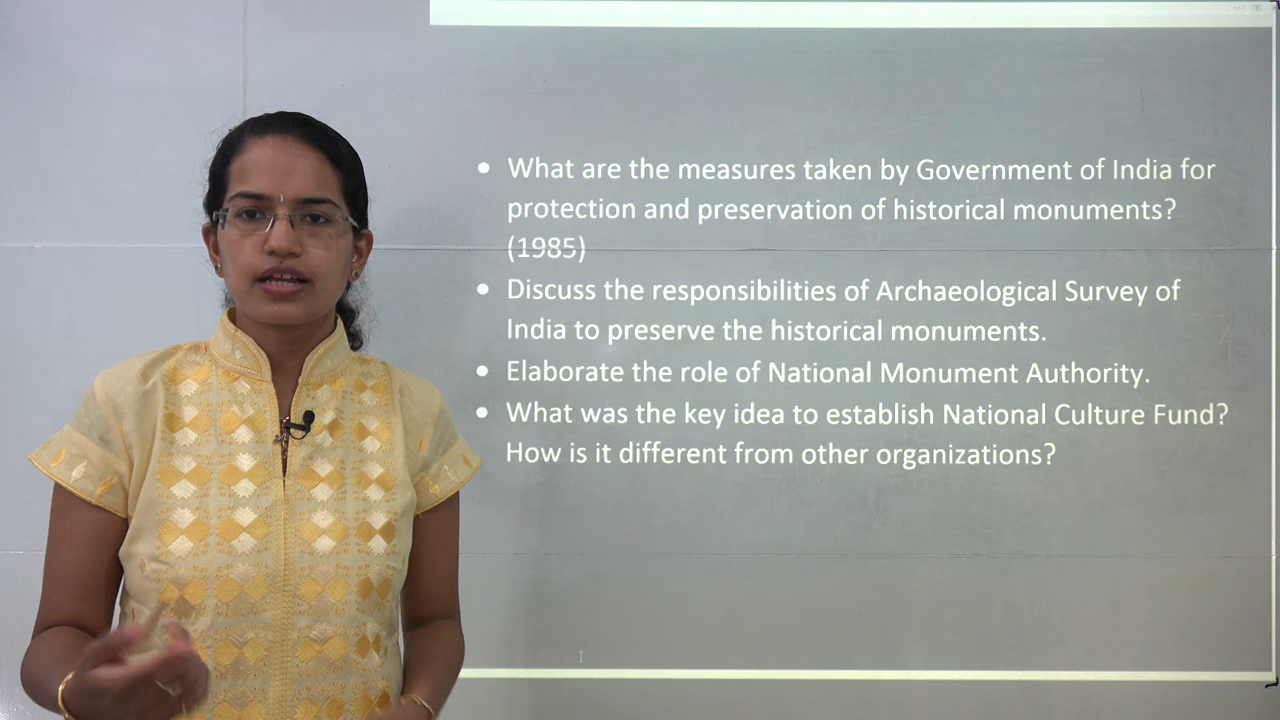 • What are the measures taken by Government of India for
protection and preservation of historical monuments?
(1985)
• Discuss the responsibilities of Archaeological Survey of
India to preserve the historical monuments.
• Elaborate the role of National Monument Authority.
• What was the key idea to establish National Culture Fund?
How is it different from other organizations?